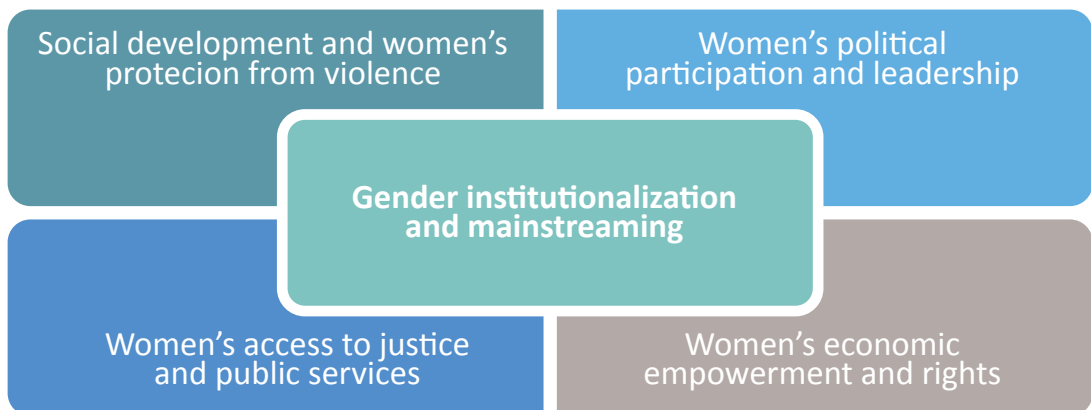 Social development and women’s
protecion from violence
Women’s political
participation and leadership
Gender institutionalization
and mainstreaming
Women’s access to justice
and public services
Women’s economic
empowerment and rights